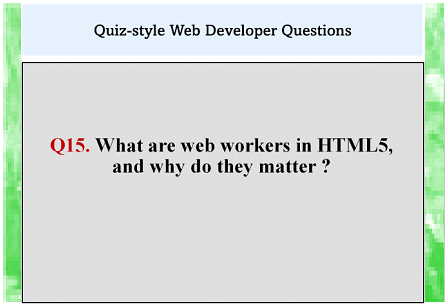 Quiz-style Web Developer Questions
Q15. What are web workers in HTML5,
and why do they matter ?